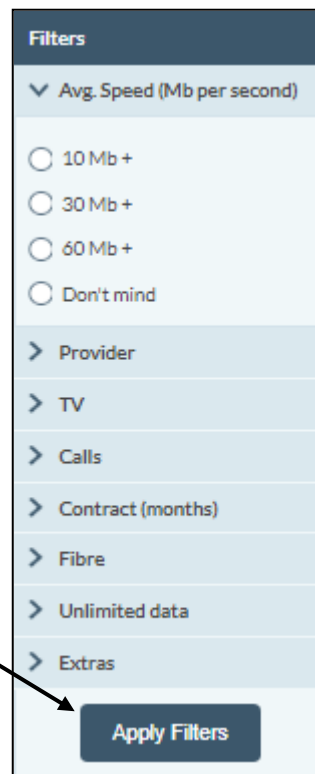 Filters
Avg. Speed (Mb per second)
10 Mb +
30 Mb +
60 Mb +
Don't mind
Provider
TV
Calls
Contract (months)
Fibre
Unlimited data
Extras
Apply Filters